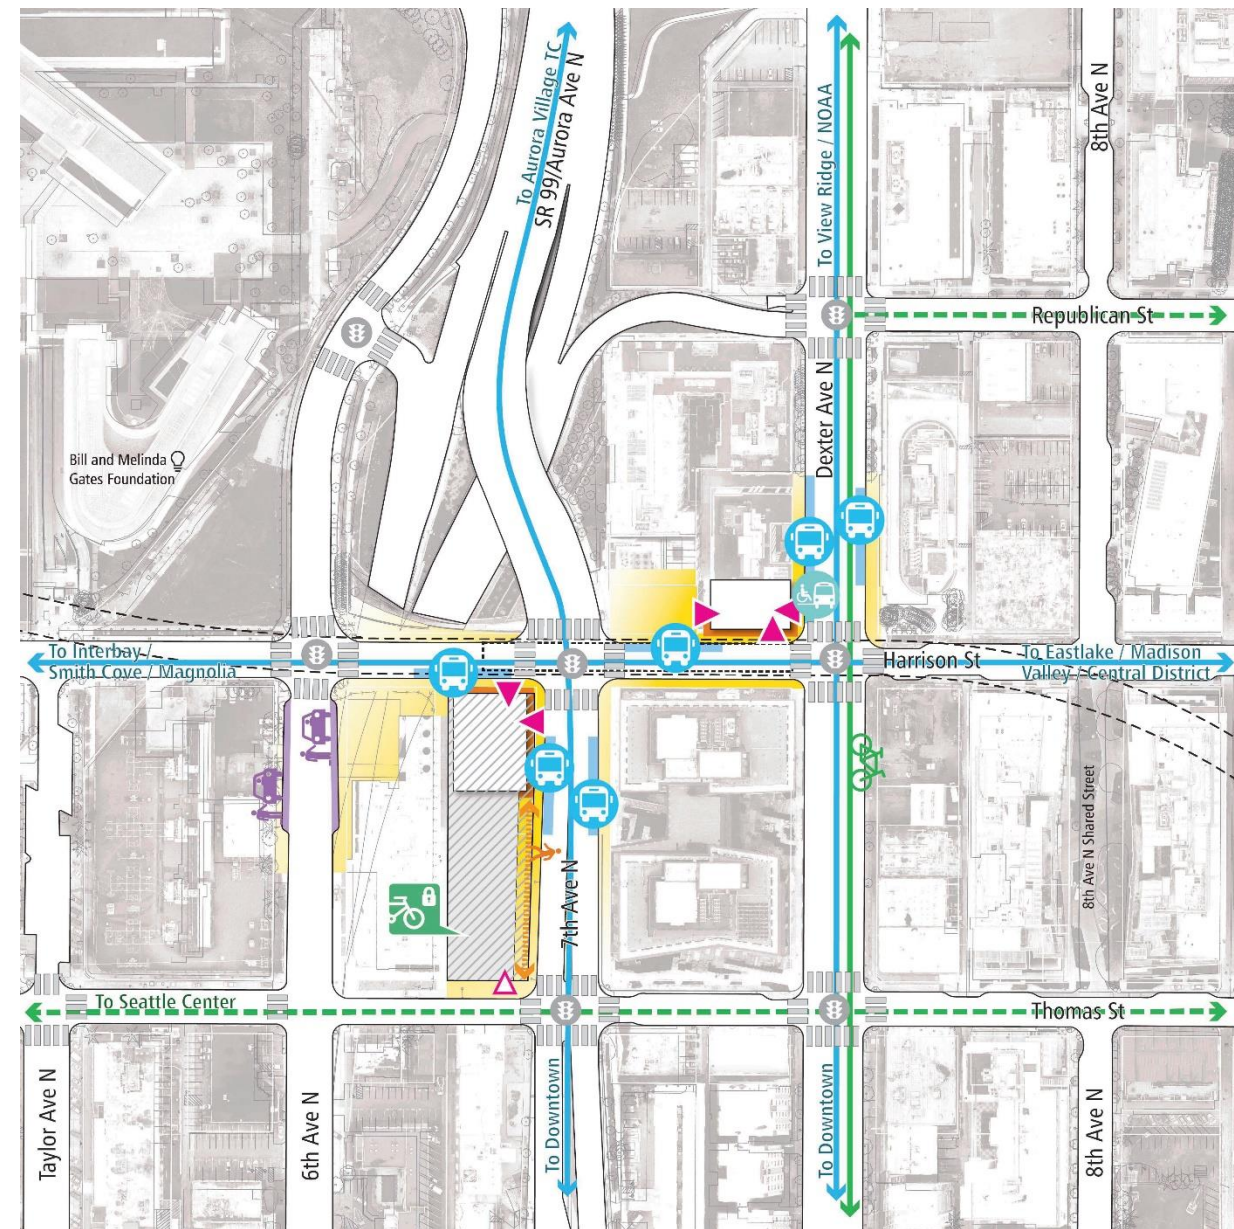 To Aurora Village TC
SR 99/Aurora Ave N
To View Ridge / NOAA
8th Ave N
Republican St
Dexter Ave N
Bill and Melinda
Gates Foundation
To Interbay /
Smith Cove / Magnolia
Harrison St
To Eastlake / Madison
Valley / Central District
8th Ave N Shared Street
7th Ave N
To Seattle Center
Thomas St
Taylor Ave N
6th Ave N
To Downtown
To Downtown
8th Ave N